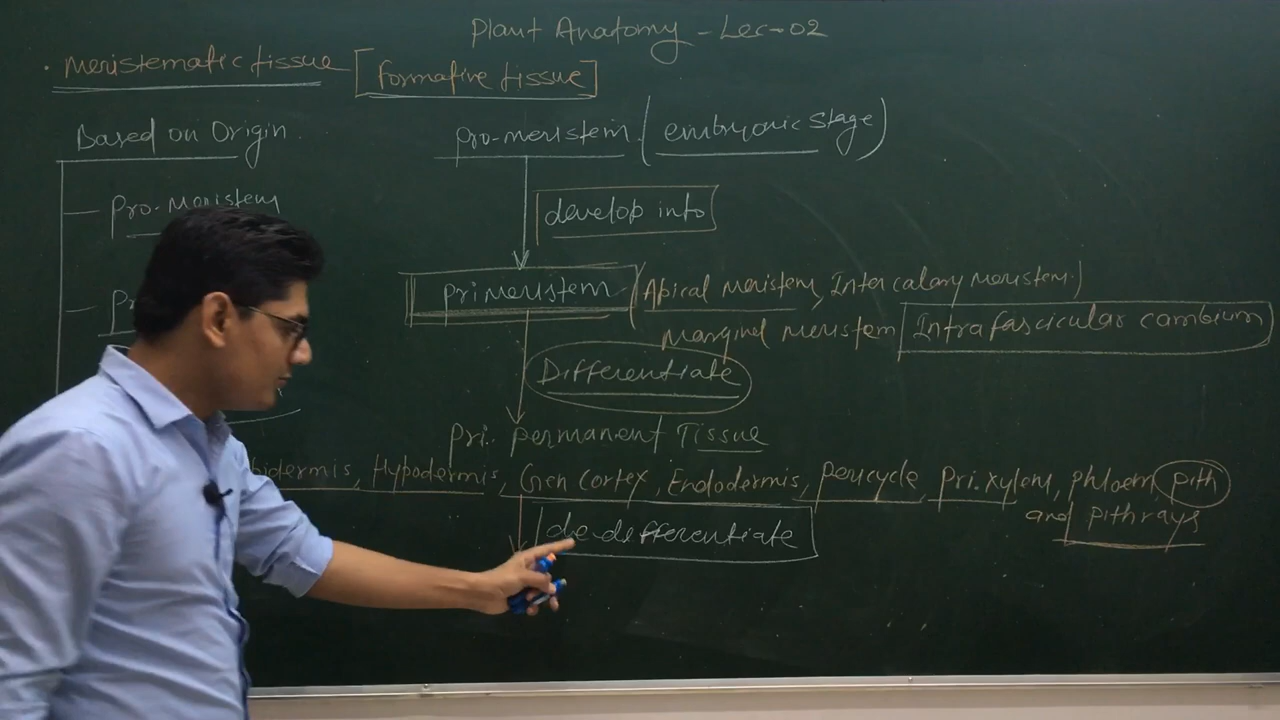 Plant Anatomy - Lec-02
. Meristematic tissue [Formative tissue]
Based on Origin
Pro-Meristem
pro-meristem (embryonic stage)
develop into
pri meristem (Apical meristem, Intercalary meristem)
marginal meristem Intrafascicular cambium
Differentiate
Pri. permanent Tissue
Hypodermis, Gen Cortex, Endodermis, pericycle, Pri. xylem, phloem, pith
and pith rays
de-differentiate